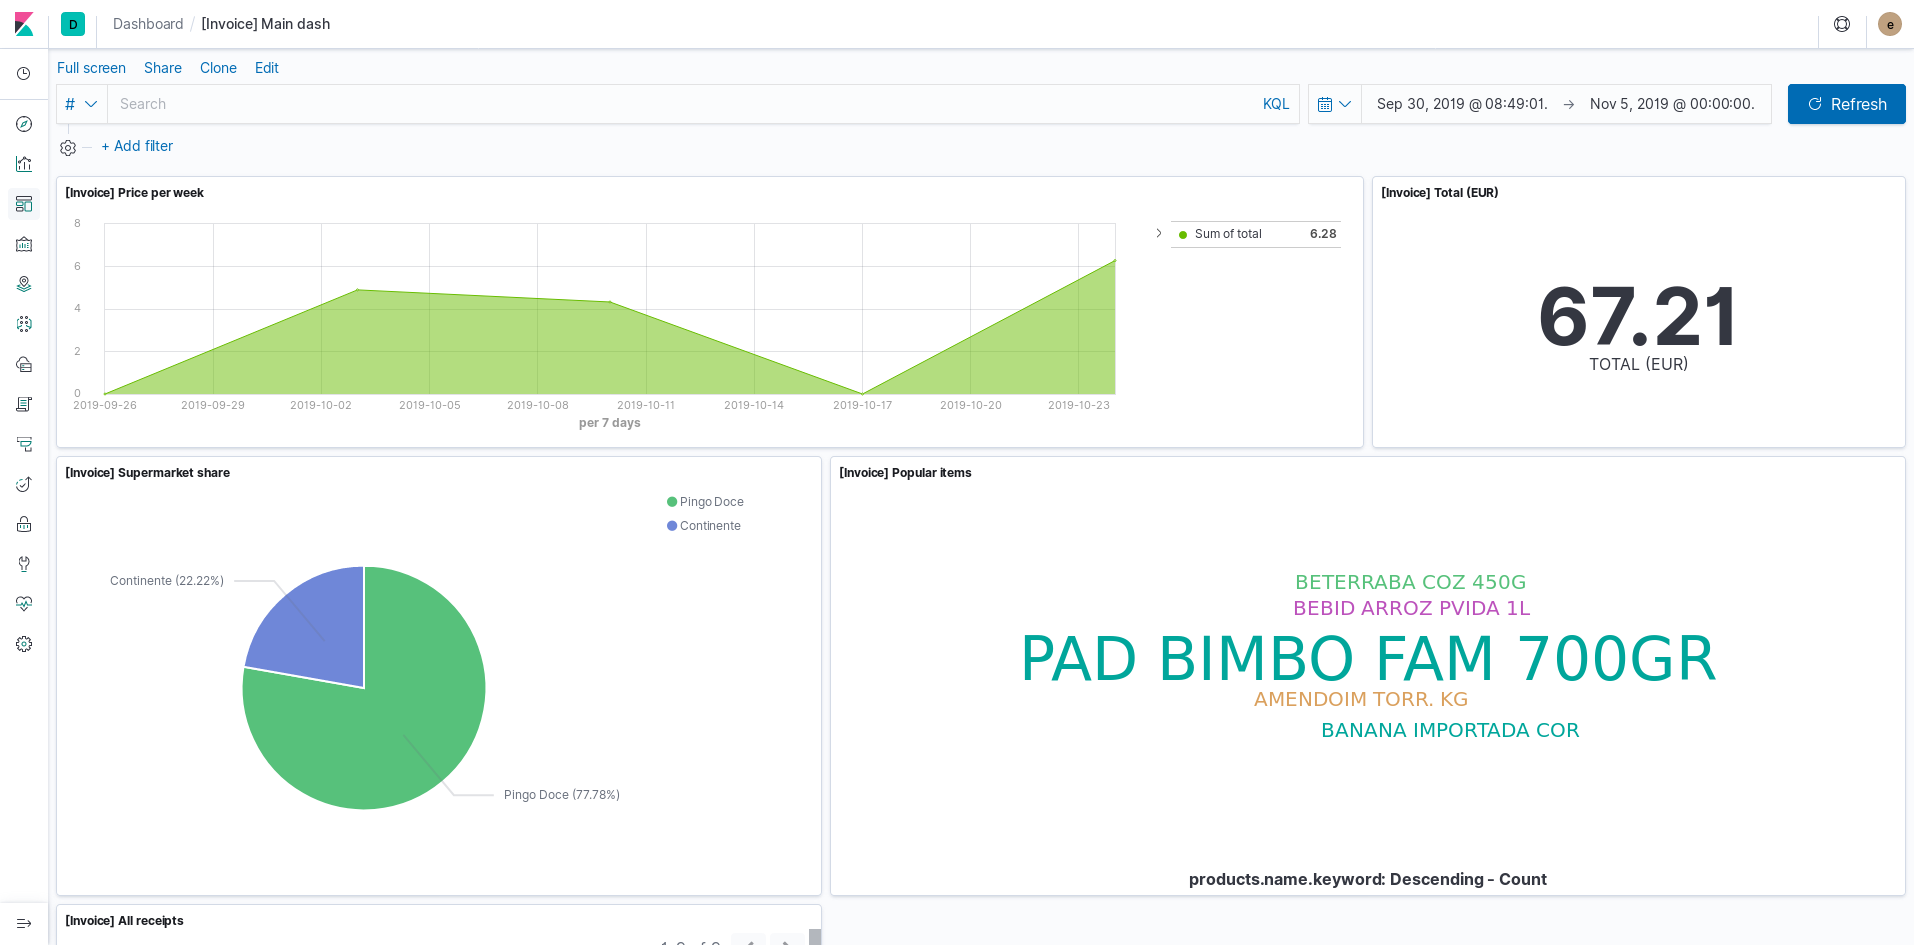 D Dashboard / [Invoice] Main dash e
Full screen Share Clone Edit
# Search KQL Sep 30, 2019 @ 08:49:01. → Nov 5, 2019 @ 00:00:00. Refresh
+ Add filter
[Invoice] Price per week
8
6
4
2
0
2019-09-26 2019-09-29 2019-10-02 2019-10-05 2019-10-08 2019-10-11 2019-10-14 2019-10-17 2019-10-20 2019-10-23
per 7 days
Sum of total 6.28
[Invoice] Total (EUR)
67.21
TOTAL (EUR)
[Invoice] Supermarket share
Pingo Doce
Continente
Continente (22.22%)
Pingo Doce (77.78%)
[Invoice] Popular items
BETERRABA COZ 450G
BEBID ARROZ PVIDA 1L
PAD BIMBO FAM 700GR
AMENDOIM TORR. KG
BANANA IMPORTADA COR
products.name.keyword: Descending - Count
[Invoice] All receipts